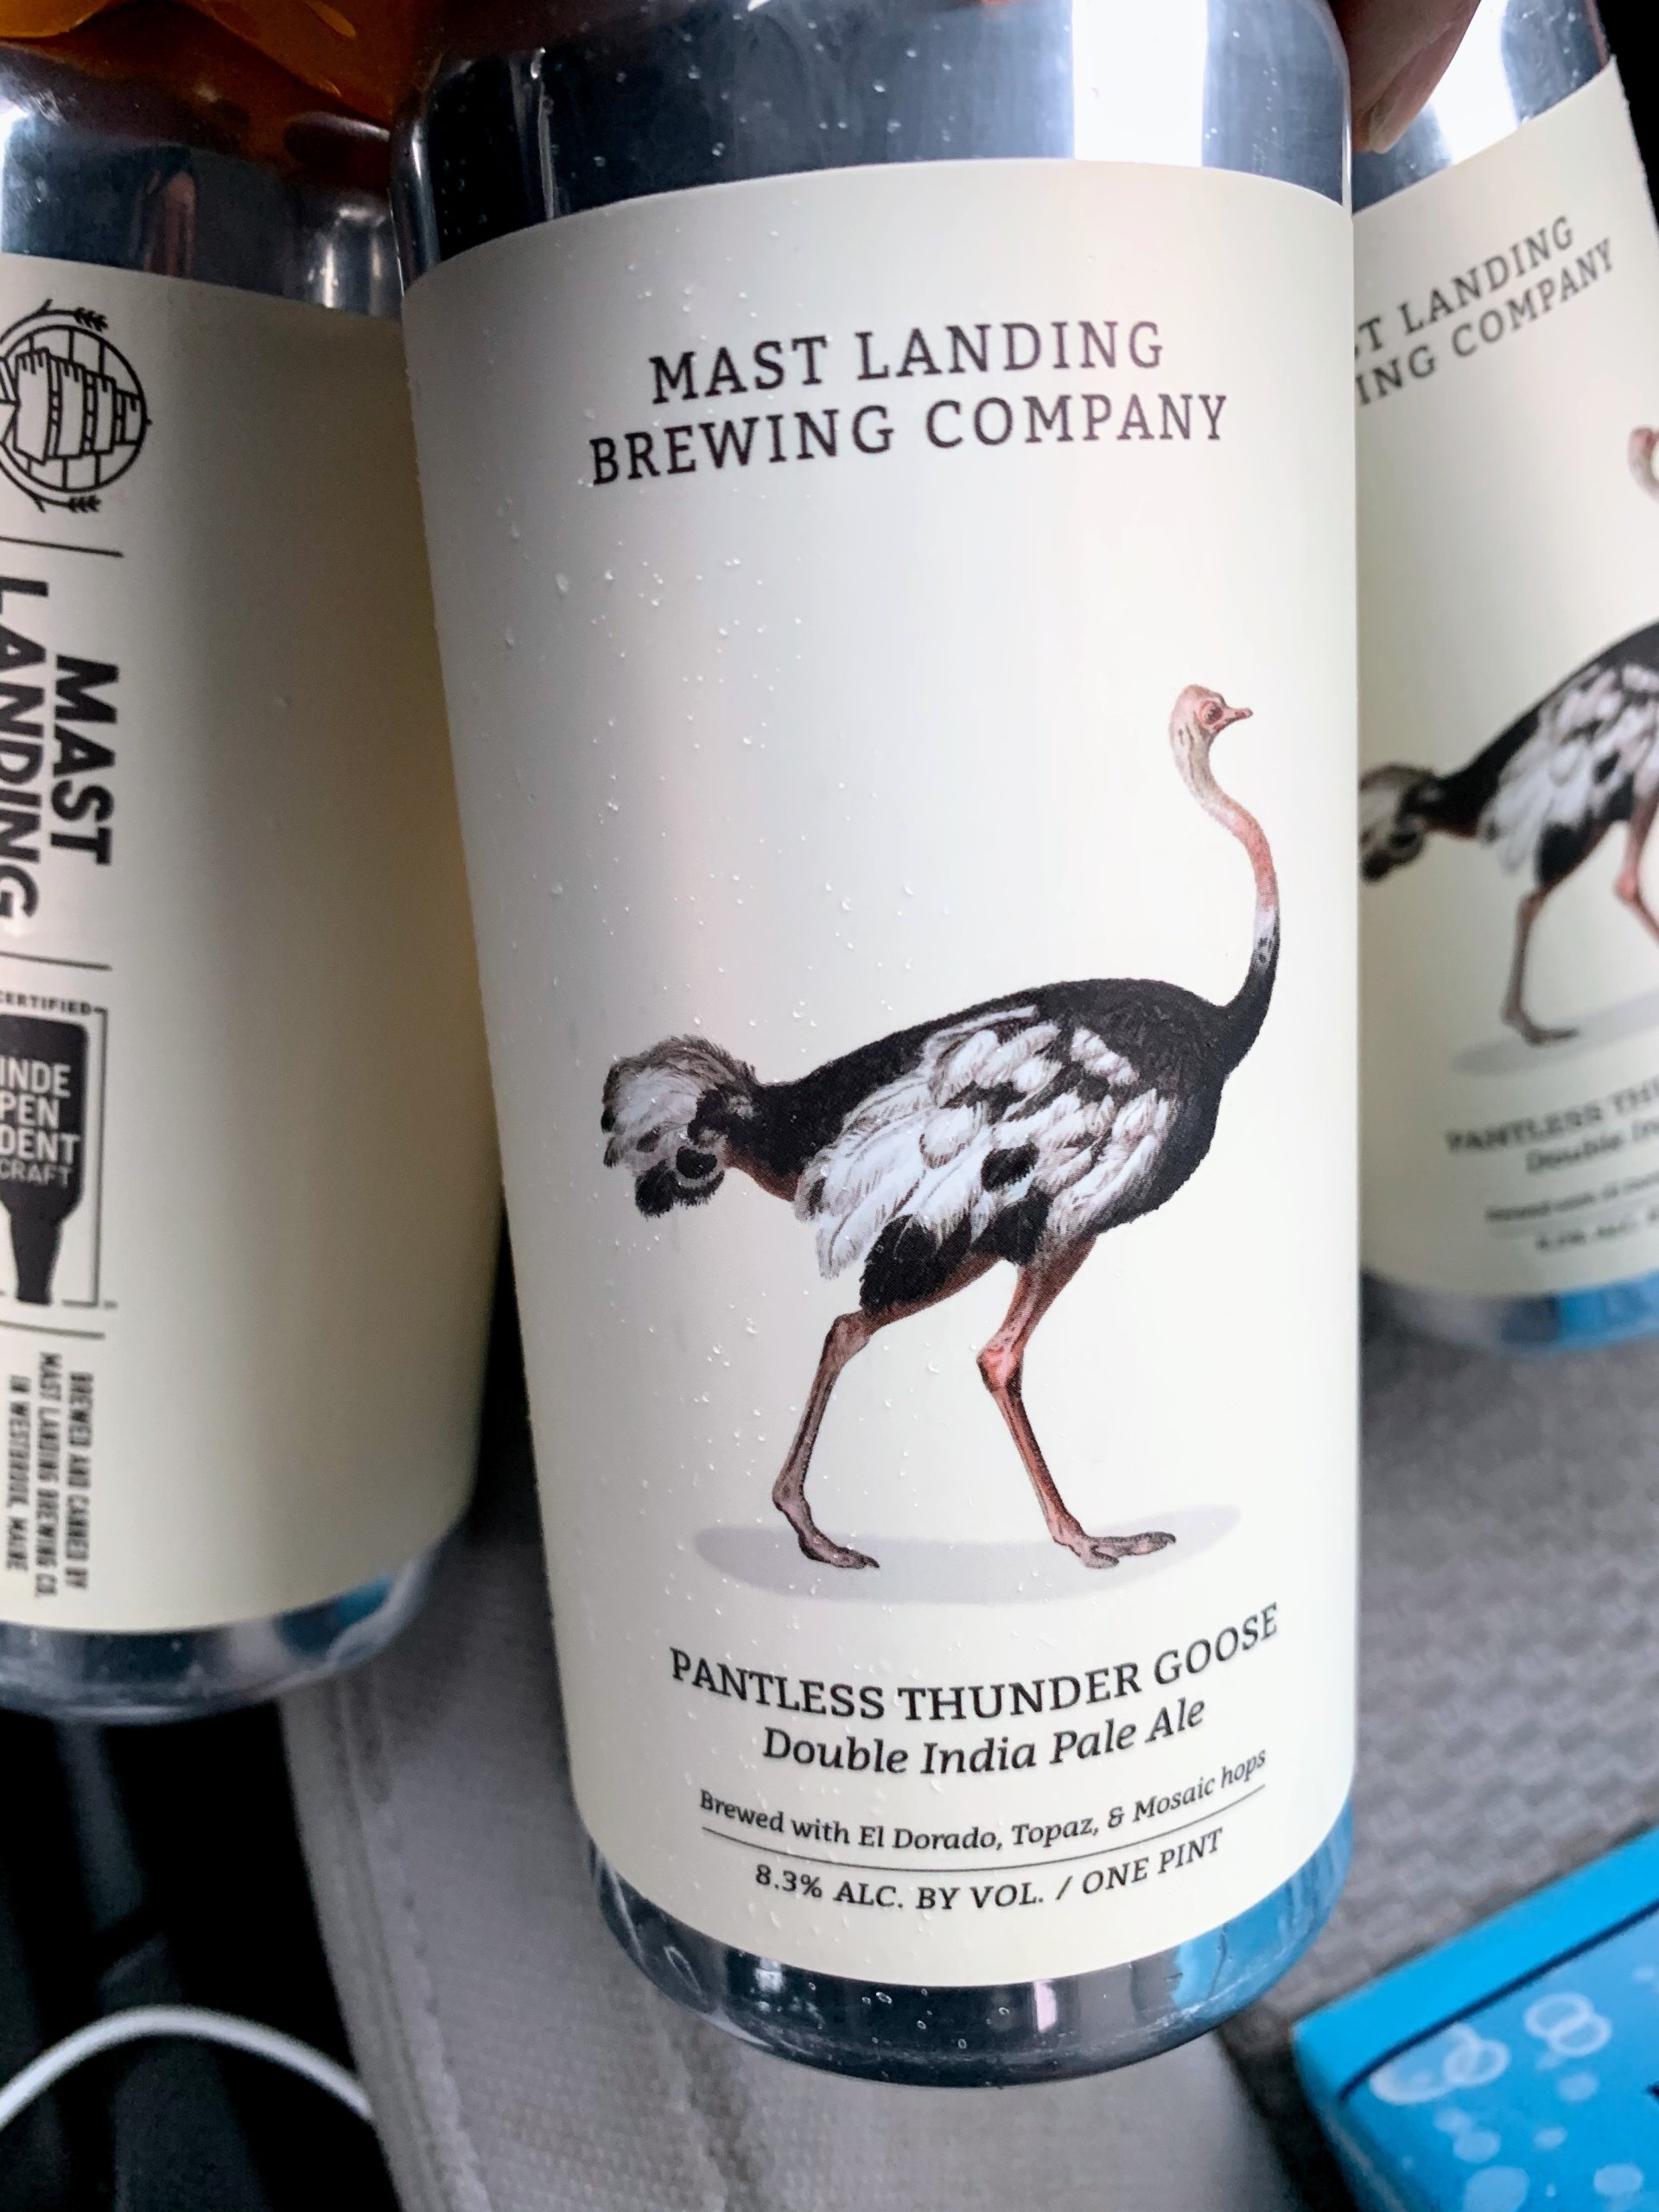 MAST LANDING
BREWING COMPANY
PANTLESS THUNDER GOOSE
Double India Pale Ale
Brewed with El Dorado, Topaz, & Mosaic hops
8.3% ALC. BY VOL. / ONE PINT
MAST
LANDING
CERTIFIED
INDE
PEN
DENT
CRAFT
BREWED AND CANNED BY
MAST LANDING BREWING CO.
IN WESTBROOK, MAINE
LANDING
ING COMPANY
PANTLESS
Double